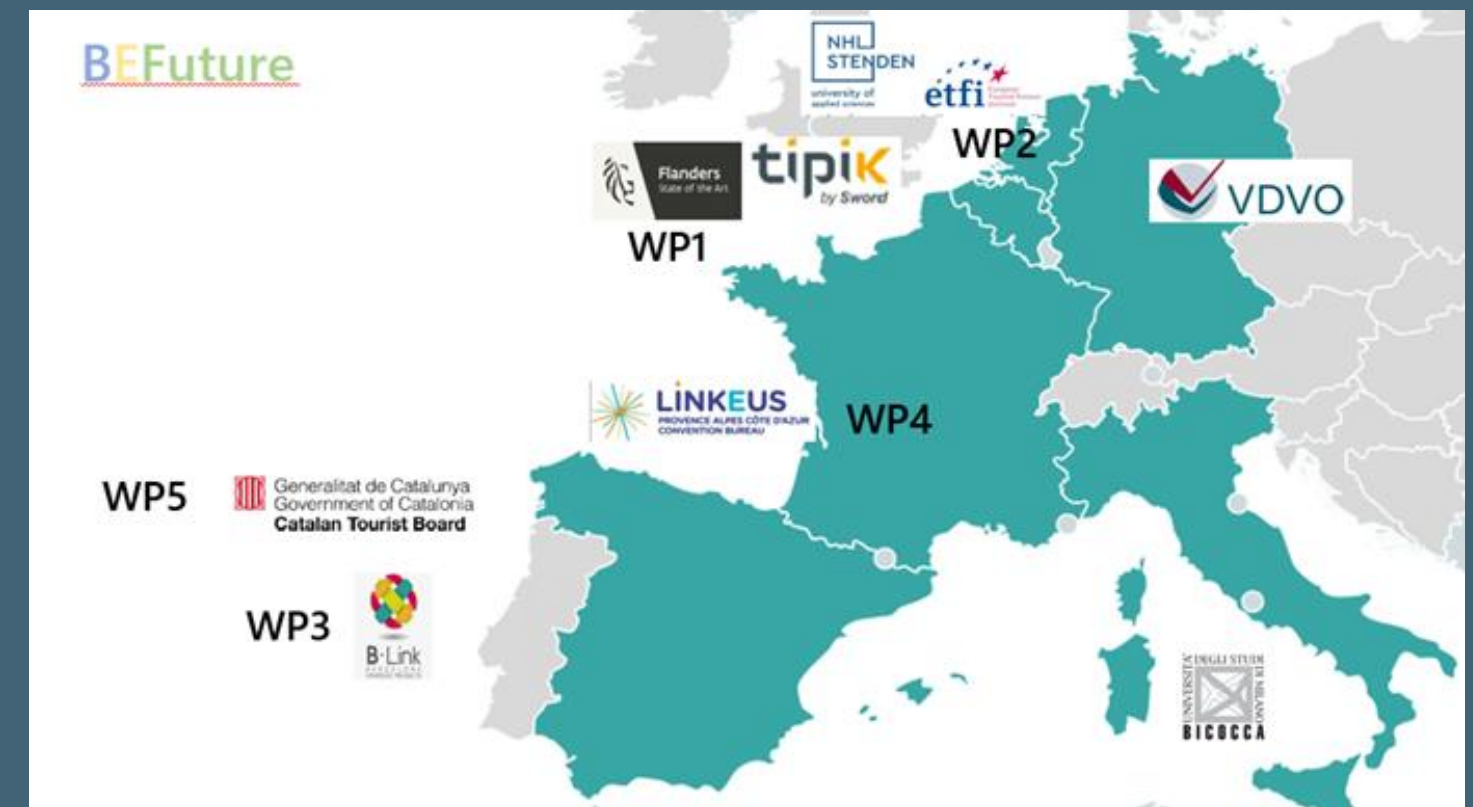 BEFuture
NHL
STENDEN
university of
applied sciences
etfi
WP2
Flanders
State of the Art
tipik
by Sword
WP1
VDVO
LINKEUS
PROVENCE ALPES CÔTE D'AZUR
CONVENTION BUREAU
WP4
WP5
Generalitat de Catalunya
Government of Catalonia
Catalan Tourist Board
WP3
B·Link
UNIVERSITA' DEGLI STUDI DI MILANO
BICOCCA